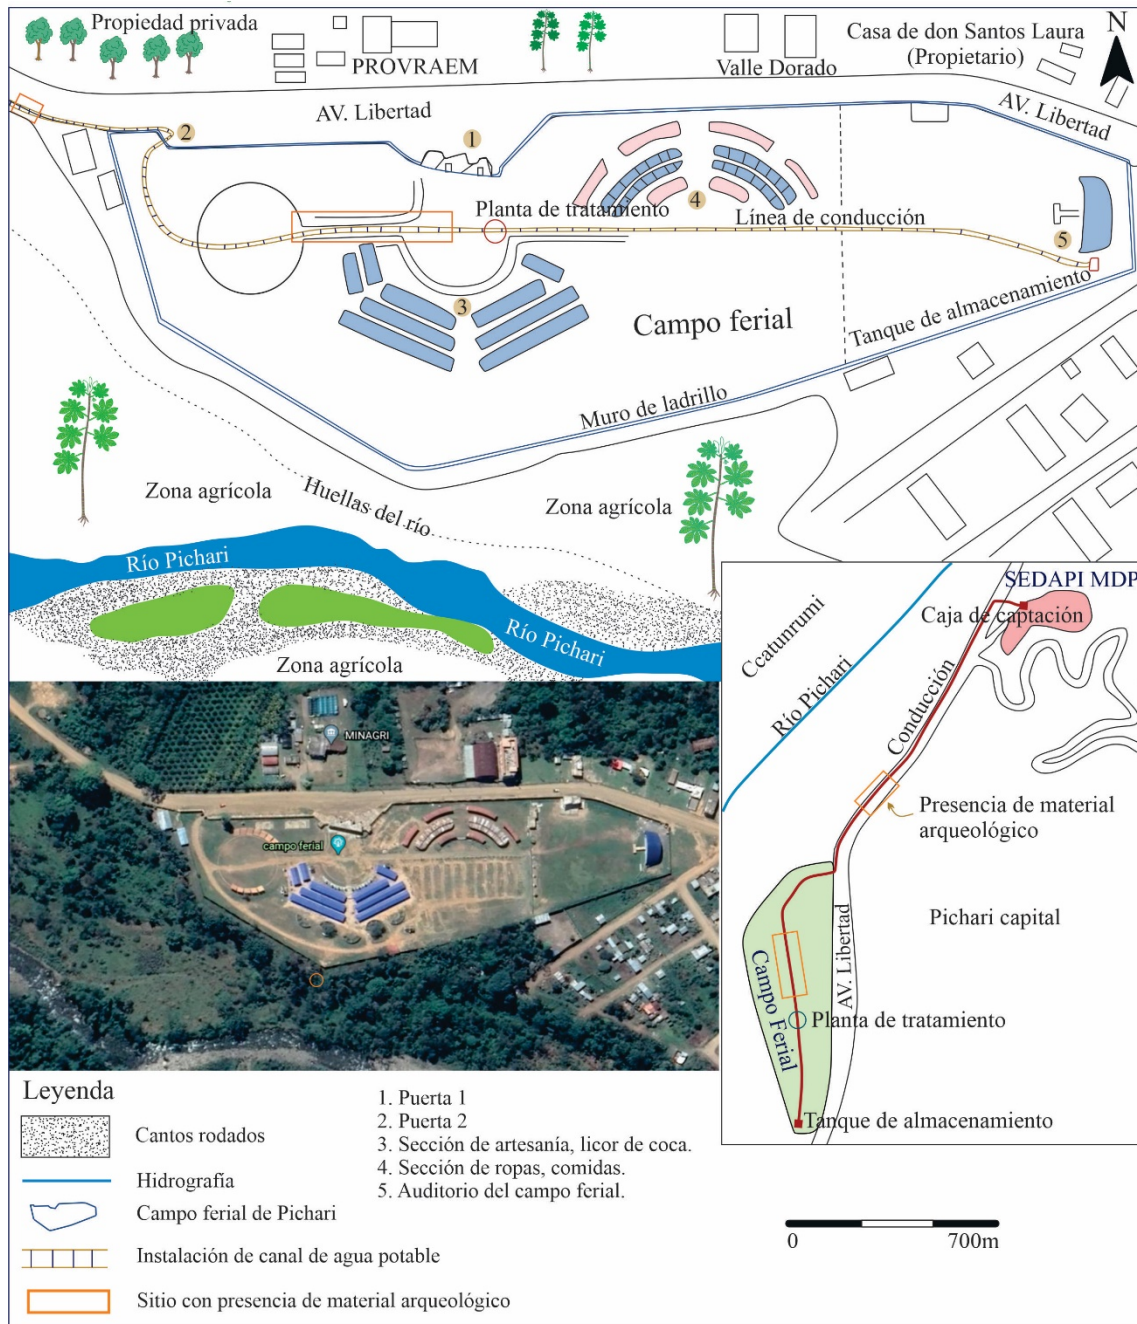 Propiedad privada
PROVRAEM
Valle Dorado
Casa de don Santos Laura
(Propietario)
N
AV. Libertad
AV. Libertad
2
1
4
Planta de tratamiento
Línea de conducción
5
3
Campo ferial
Tanque de almacenamiento
Muro de ladrillo
Zona agrícola
Huellas del río
Zona agrícola
Río Pichari
Río Pichari
Zona agrícola
SEDAPI MDP
Caja de captación
Ccatunrumi
Río Pichari
Conducción
Presencia de material
arqueológico
Pichari capital
AV. Libertad
Campo Ferial
Planta de tratamiento
Tanque de almacenamiento
MINAGRI
campo ferial
Leyenda
Cantos rodados
Hidrografía
Campo ferial de Pichari
Instalación de canal de agua potable
Sitio con presencia de material arqueológico
1. Puerta 1
2. Puerta 2
3. Sección de artesanía, licor de coca.
4. Sección de ropas, comidas.
5. Auditorio del campo ferial.
0 700m